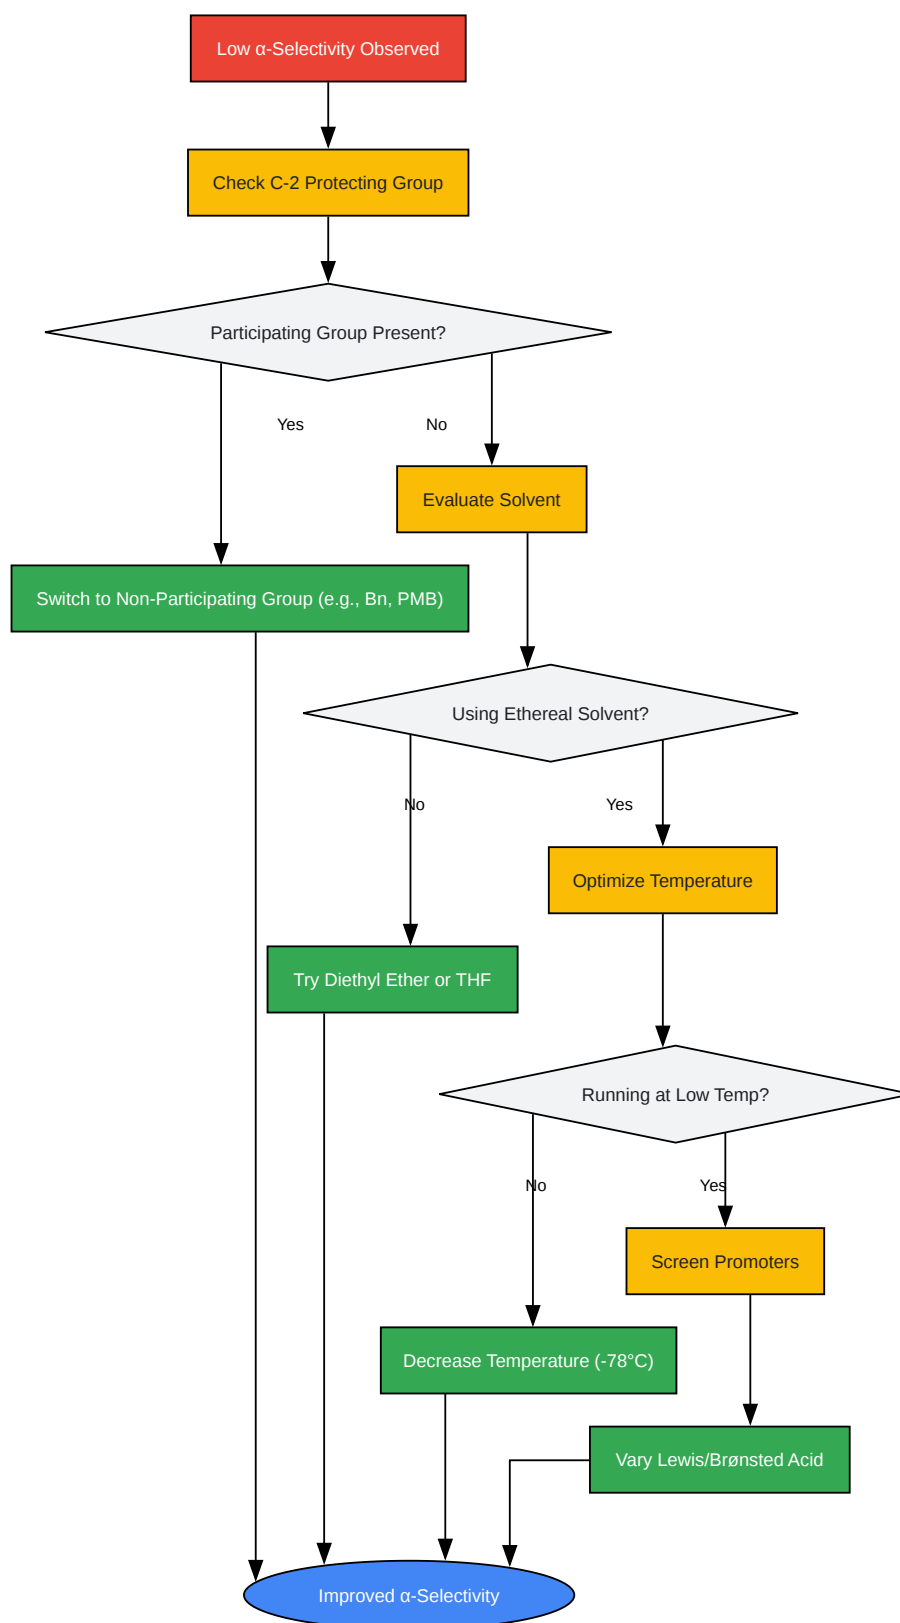 Low α-Selectivity Observed
Check C-2 Protecting Group
Participating Group Present?
Yes
No
Evaluate Solvent
Switch to Non-Participating Group (e.g., Bn, PMB)
Using Ethereal Solvent?
No
Yes
Optimize Temperature
Try Diethyl Ether or THF
Running at Low Temp?
No
Yes
Screen Promoters
Decrease Temperature (-78°C)
Vary Lewis/Brønsted Acid
Improved α-Selectivity